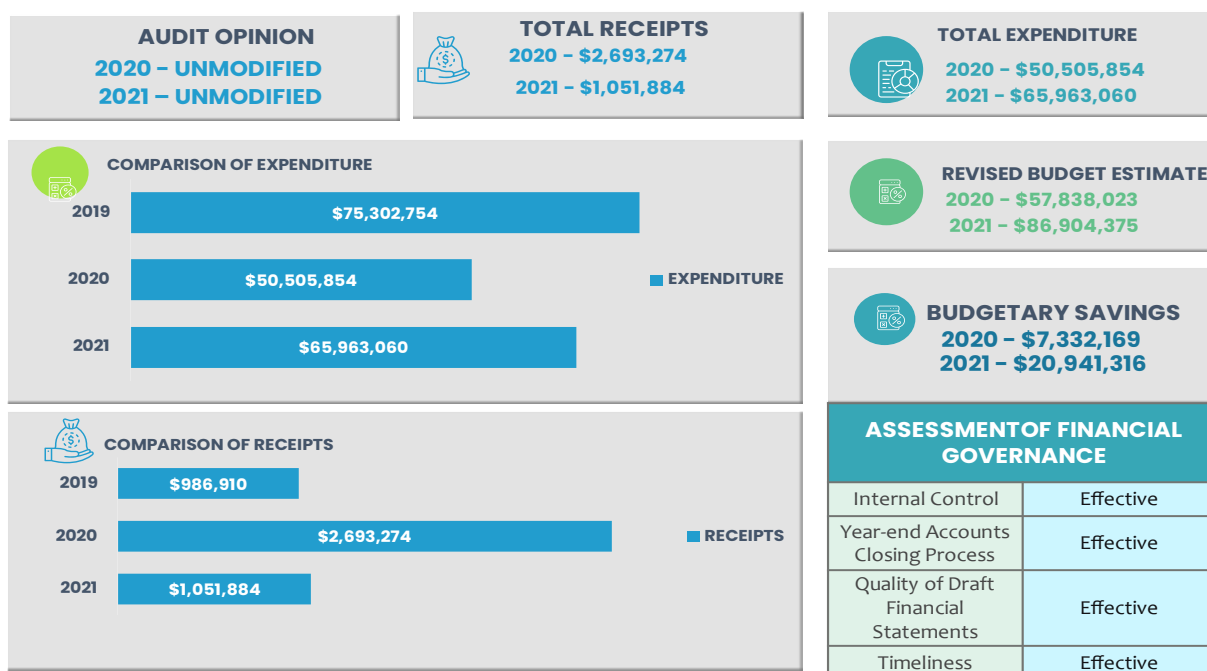 AUDIT OPINION
2020 – UNMODIFIED
2021 – UNMODIFIED
TOTAL RECEIPTS
2020 - $2,693,274
2021 - $1,051,884
TOTAL EXPENDITURE
2020 - $50,505,854
2021 - $65,963,060
COMPARISON OF EXPENDITURE
2019
$75,302,754
2020
$50,505,854
2021
$65,963,060
EXPENDITURE
REVISED BUDGET ESTIMATE
2020 - $57,838,023
2021 - $86,904,375
BUDGETARY SAVINGS
2020 – $7,332,169
2021 – $20,941,316
COMPARISON OF RECEIPTS
2019
$986,910
2020
$2,693,274
2021
$1,051,884
RECEIPTS
ASSESSMENTOF FINANCIAL
GOVERNANCE
Internal Control Effective
Year-end Accounts
Closing Process
Effective
Quality of Draft
Financial
Statements
Effective
Timeliness Effective